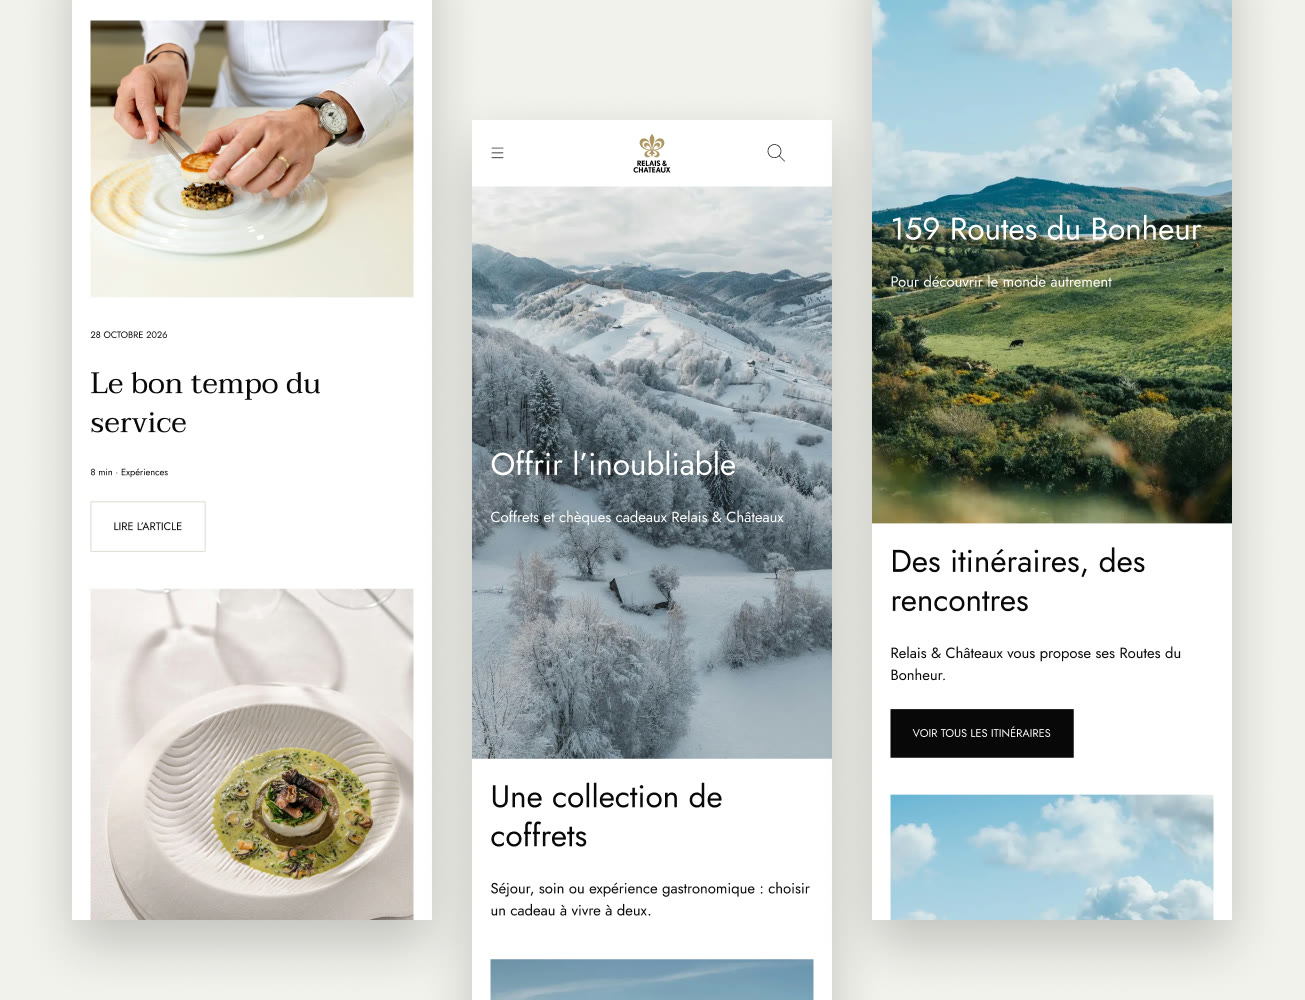 28 OCTOBRE 2026
Le bon tempo du
service
8 min · Expériences
LIRE L’ARTICLE
RELAIS &
CHATEAUX
Offrir l’inoubliable
Coffrets et chèques cadeaux Relais & Châteaux
Une collection de
coffrets
Séjour, soin ou expérience gastronomique : choisir
un cadeau à vivre à deux.
159 Routes du Bonheur
Pour découvrir le monde autrement
Des itinéraires, des
rencontres
Relais & Châteaux vous propose ses Routes du
Bonheur.
VOIR TOUS LES ITINÉRAIRES